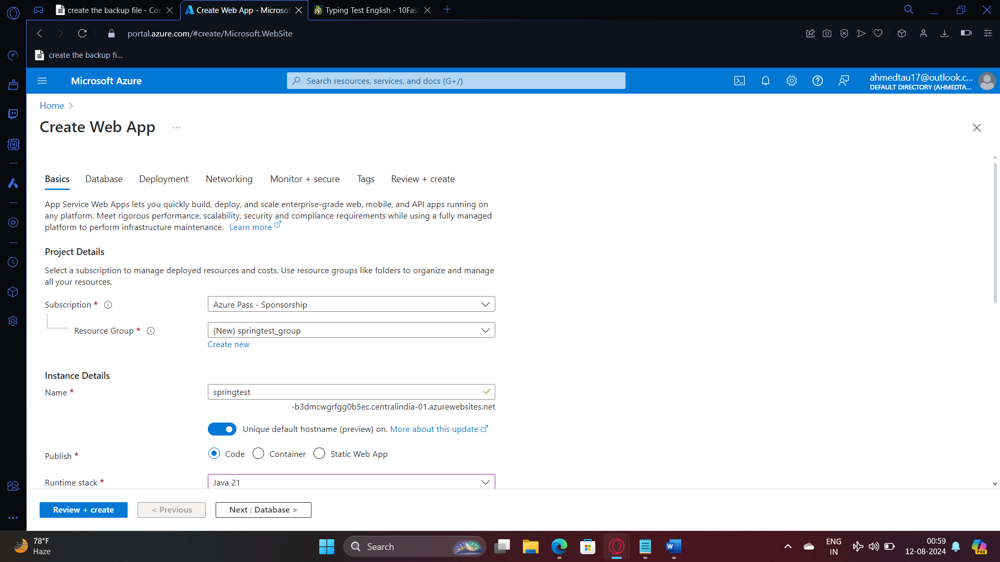 create the backup file - Coc
Create Web App - Microsof
Typing Test English - 10Fas
portal.azure.com/#create/Microsoft.WebSite
create the backup fi...
Microsoft Azure
Search resources, services, and docs (G+/)
ahmedtau17@outlook.c...
DEFAULT DIRECTORY (AHMEDTA...
Home
Create Web App
...
Basics
Database
Deployment
Networking
Monitor + secure
Tags
Review + create
App Service Web Apps lets you quickly build, deploy, and scale enterprise-grade web, mobile, and API apps running on
any platform. Meet rigorous performance, scalability, security and compliance requirements while using a fully managed
platform to perform infrastructure maintenance. Learn more
Project Details
Select a subscription to manage deployed resources and costs. Use resource groups like folders to organize and manage
all your resources.
Subscription *
Azure Pass - Sponsorship
Resource Group *
(New) springtest_group
Create new
Instance Details
Name *
springtest
-b3dmcwgrfgg0b5ec.centralindia-01.azurewebsites.net
Unique default hostname (preview) on. More about this update
Publish *
Code
Container
Static Web App
Runtime stack *
Java 21
Review + create
< Previous
Next : Database >
78°F
Haze
Search
W
ENG
IN
00:59
12-08-2024
PRE